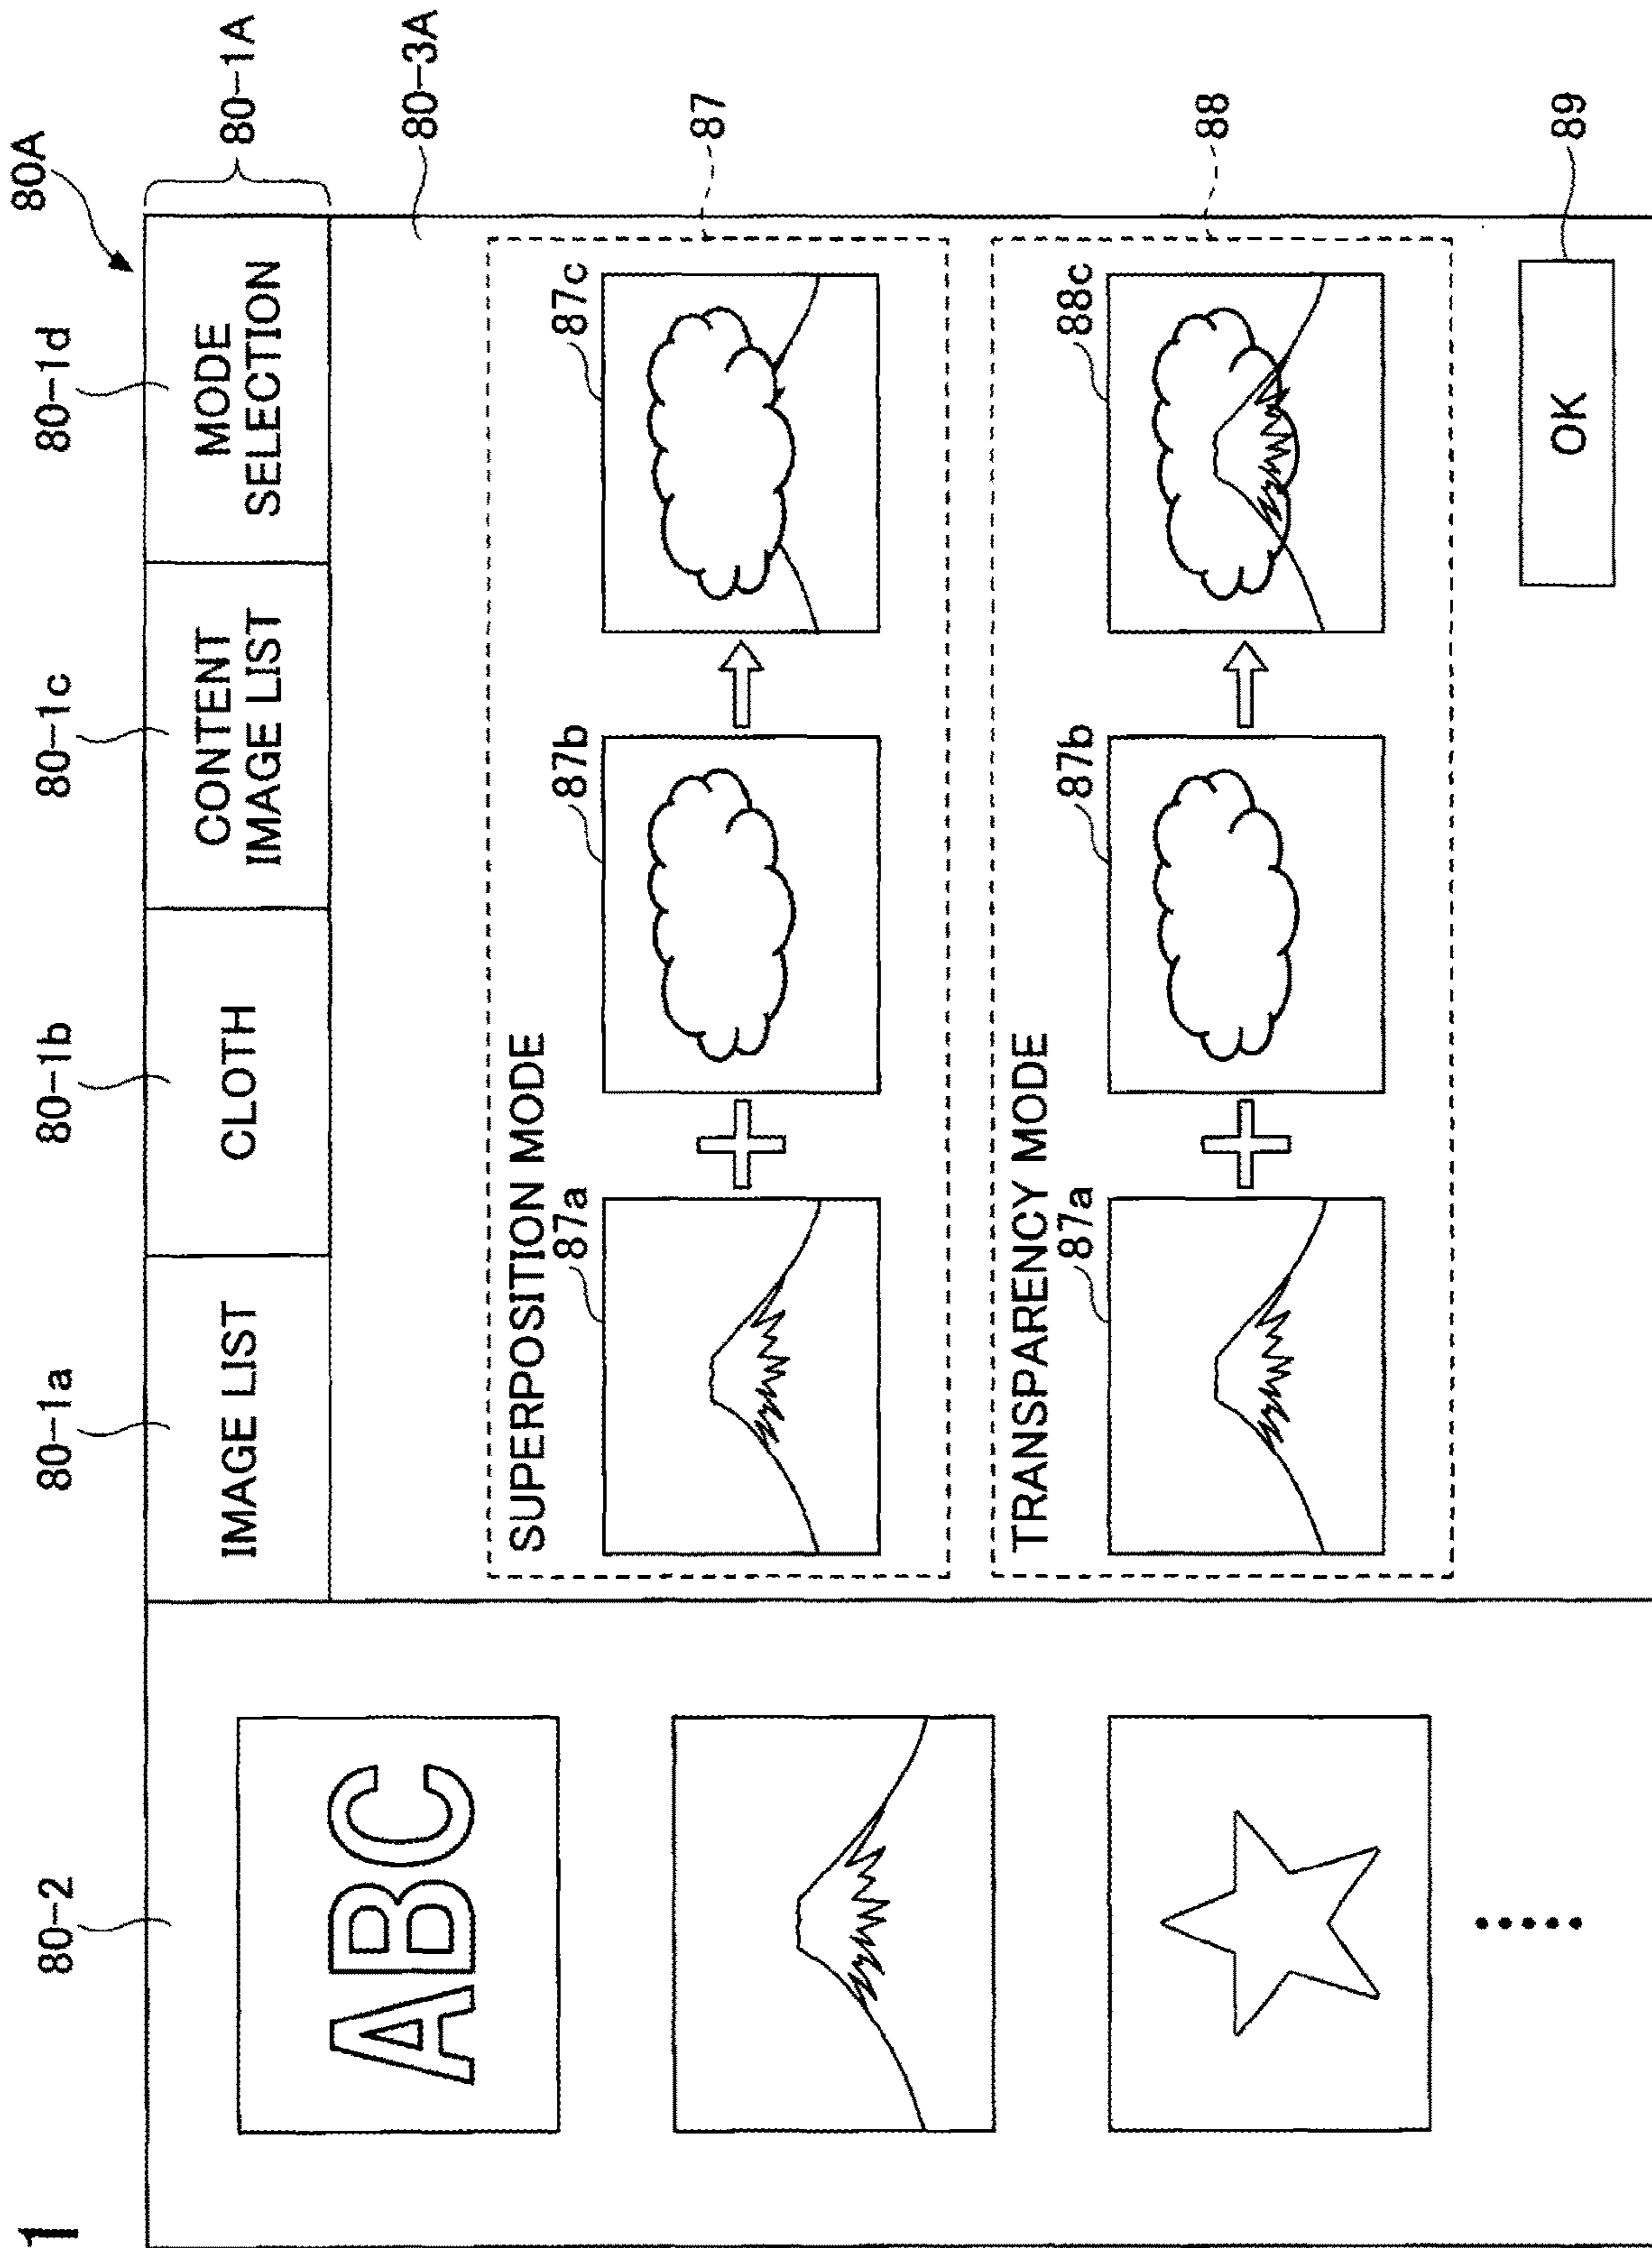 1
80A
80-2
80-1a
80-1b
80-1c
80-1d
80-1A
IMAGE LIST
CLOTH
CONTENT
IMAGE LIST
MODE
SELECTION
80-3A
ABC
SUPERPOSITION MODE
87
87a
87b
87c
TRANSPARENCY MODE
88
87a
87b
88c
OK
89